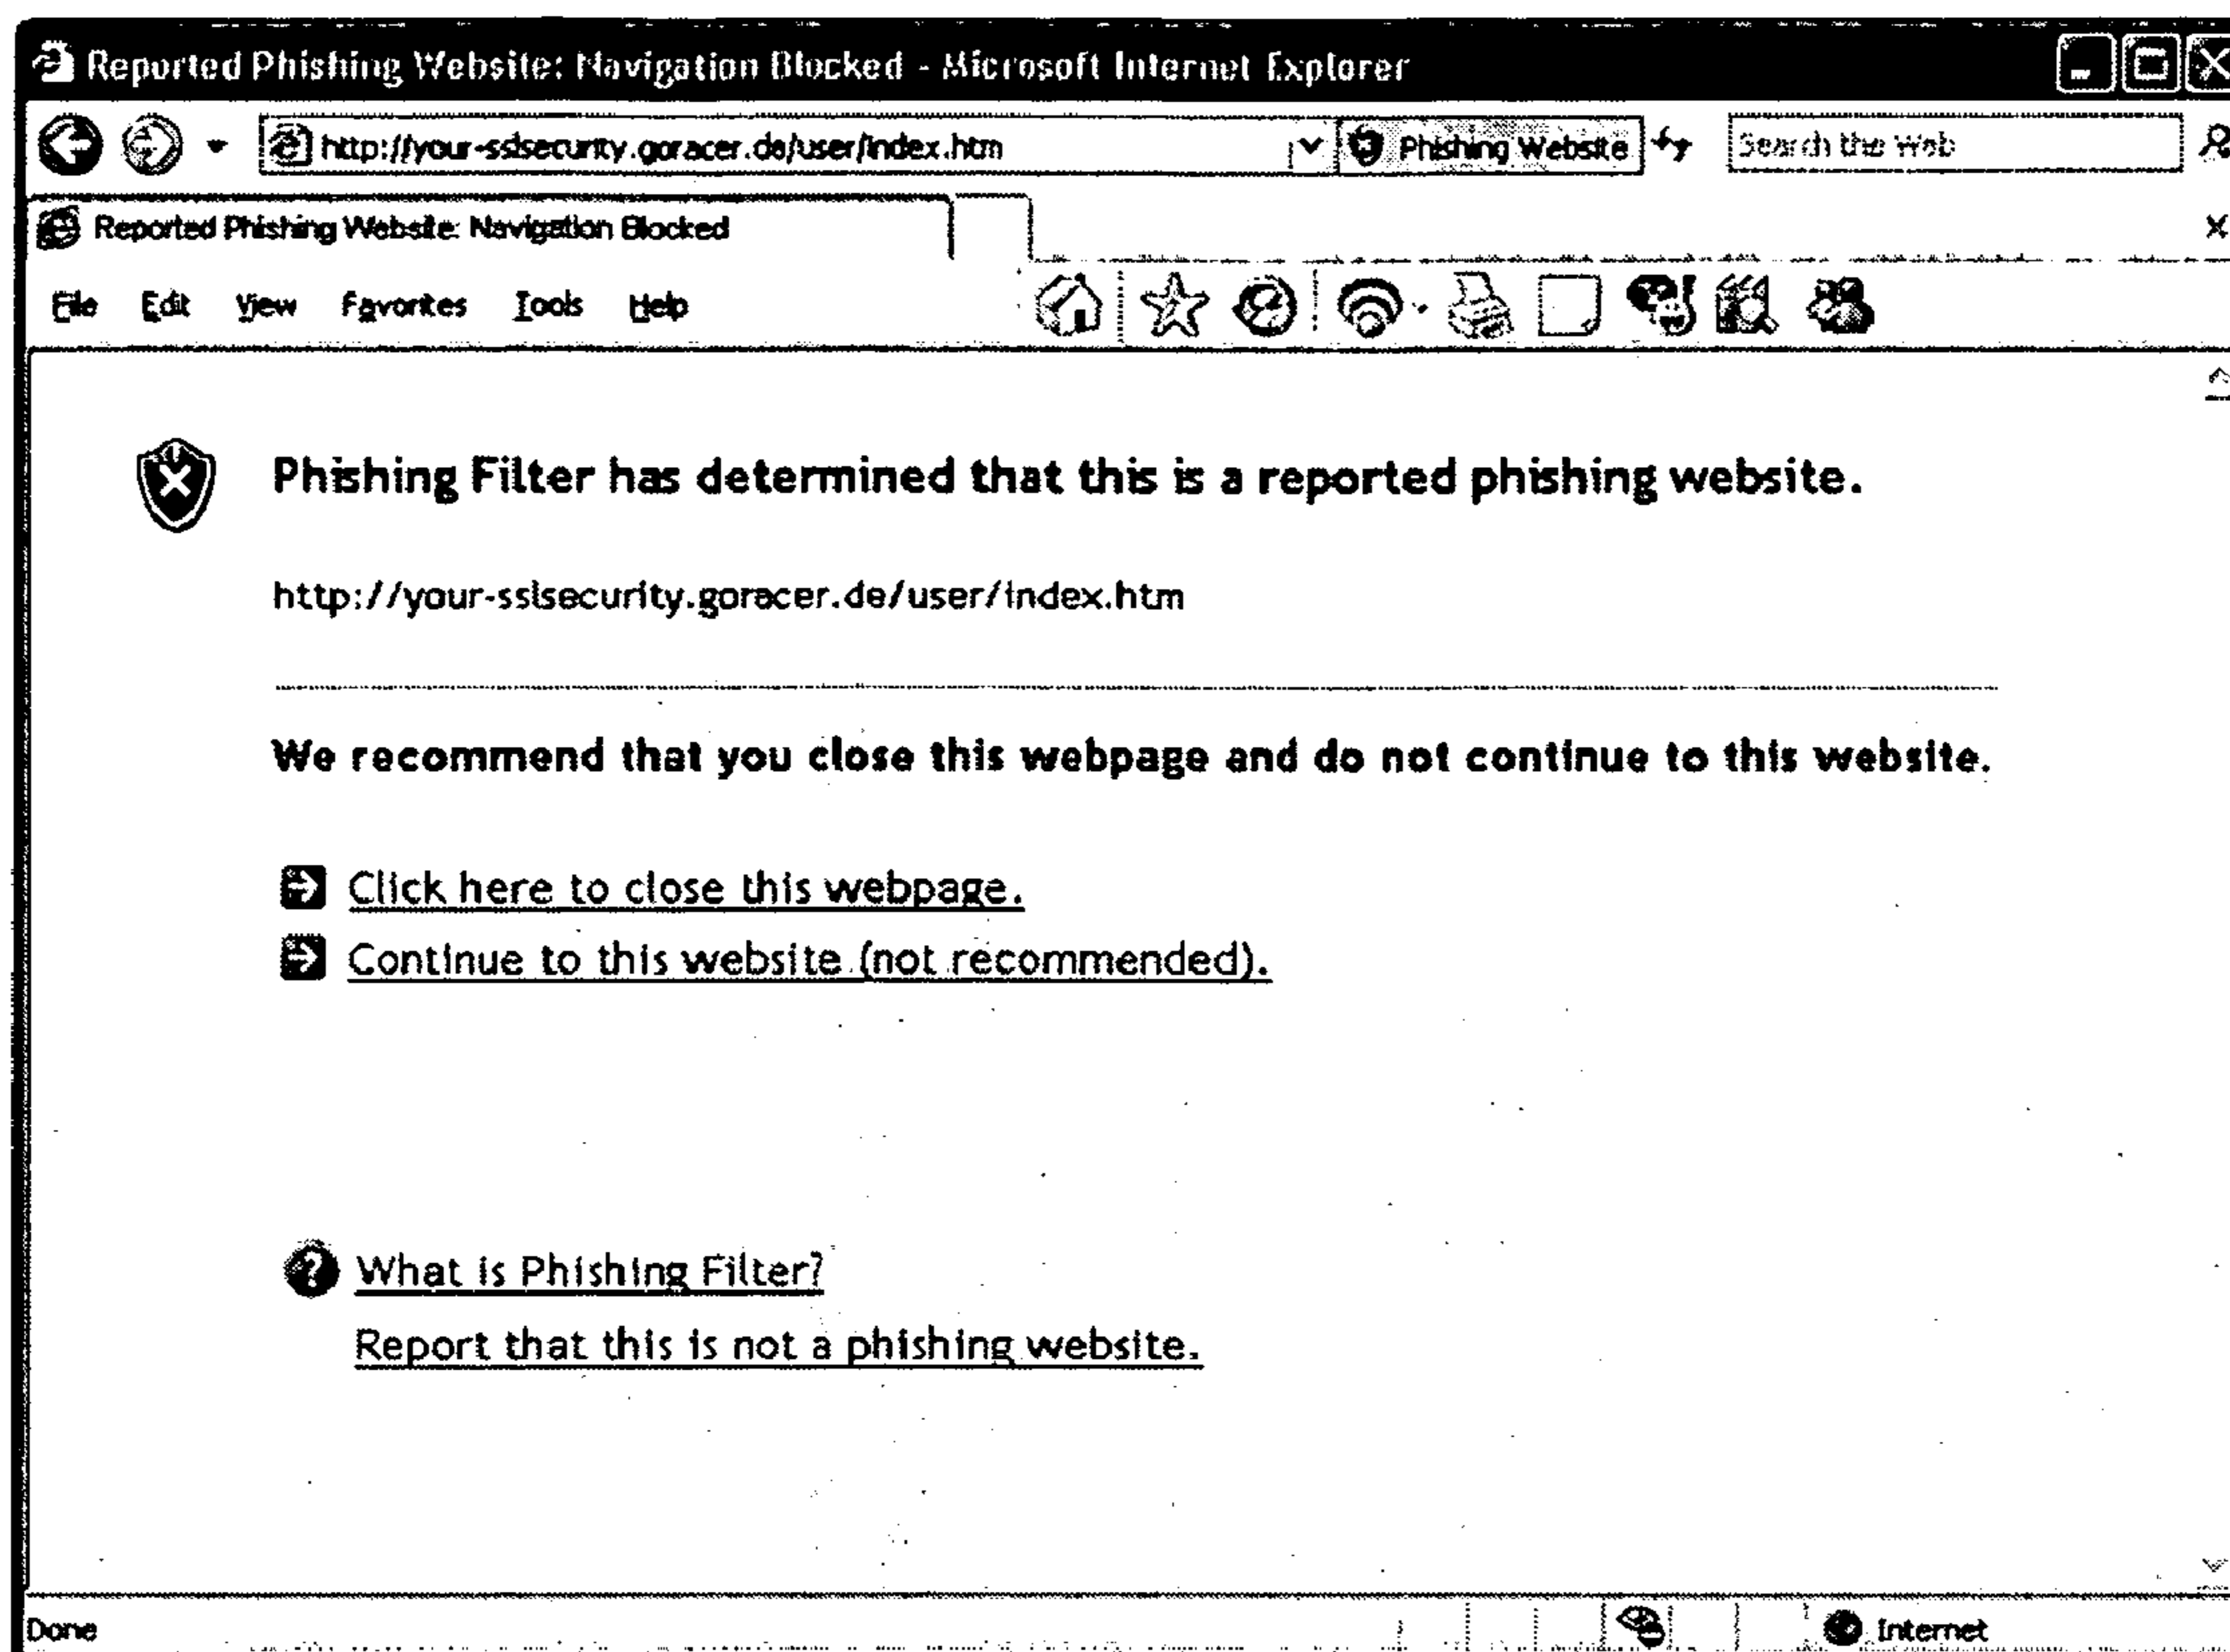 Reported Phishing Website: Navigation Blocked - Microsoft Internet Explorer
http://your-sslsecurity.goracer.de/user/index.htm Phishing Website Search the Web
Reported Phishing Website: Navigation Blocked
File Edit View Favorites Tools Help
Phishing Filter has determined that this is a reported phishing website.
http://your-sslsecurity.goracer.de/user/index.htm
We recommend that you close this webpage and do not continue to this website.
Click here to close this webpage.
Continue to this website (not recommended).
What is Phishing Filter?
Report that this is not a phishing website.
Done Internet